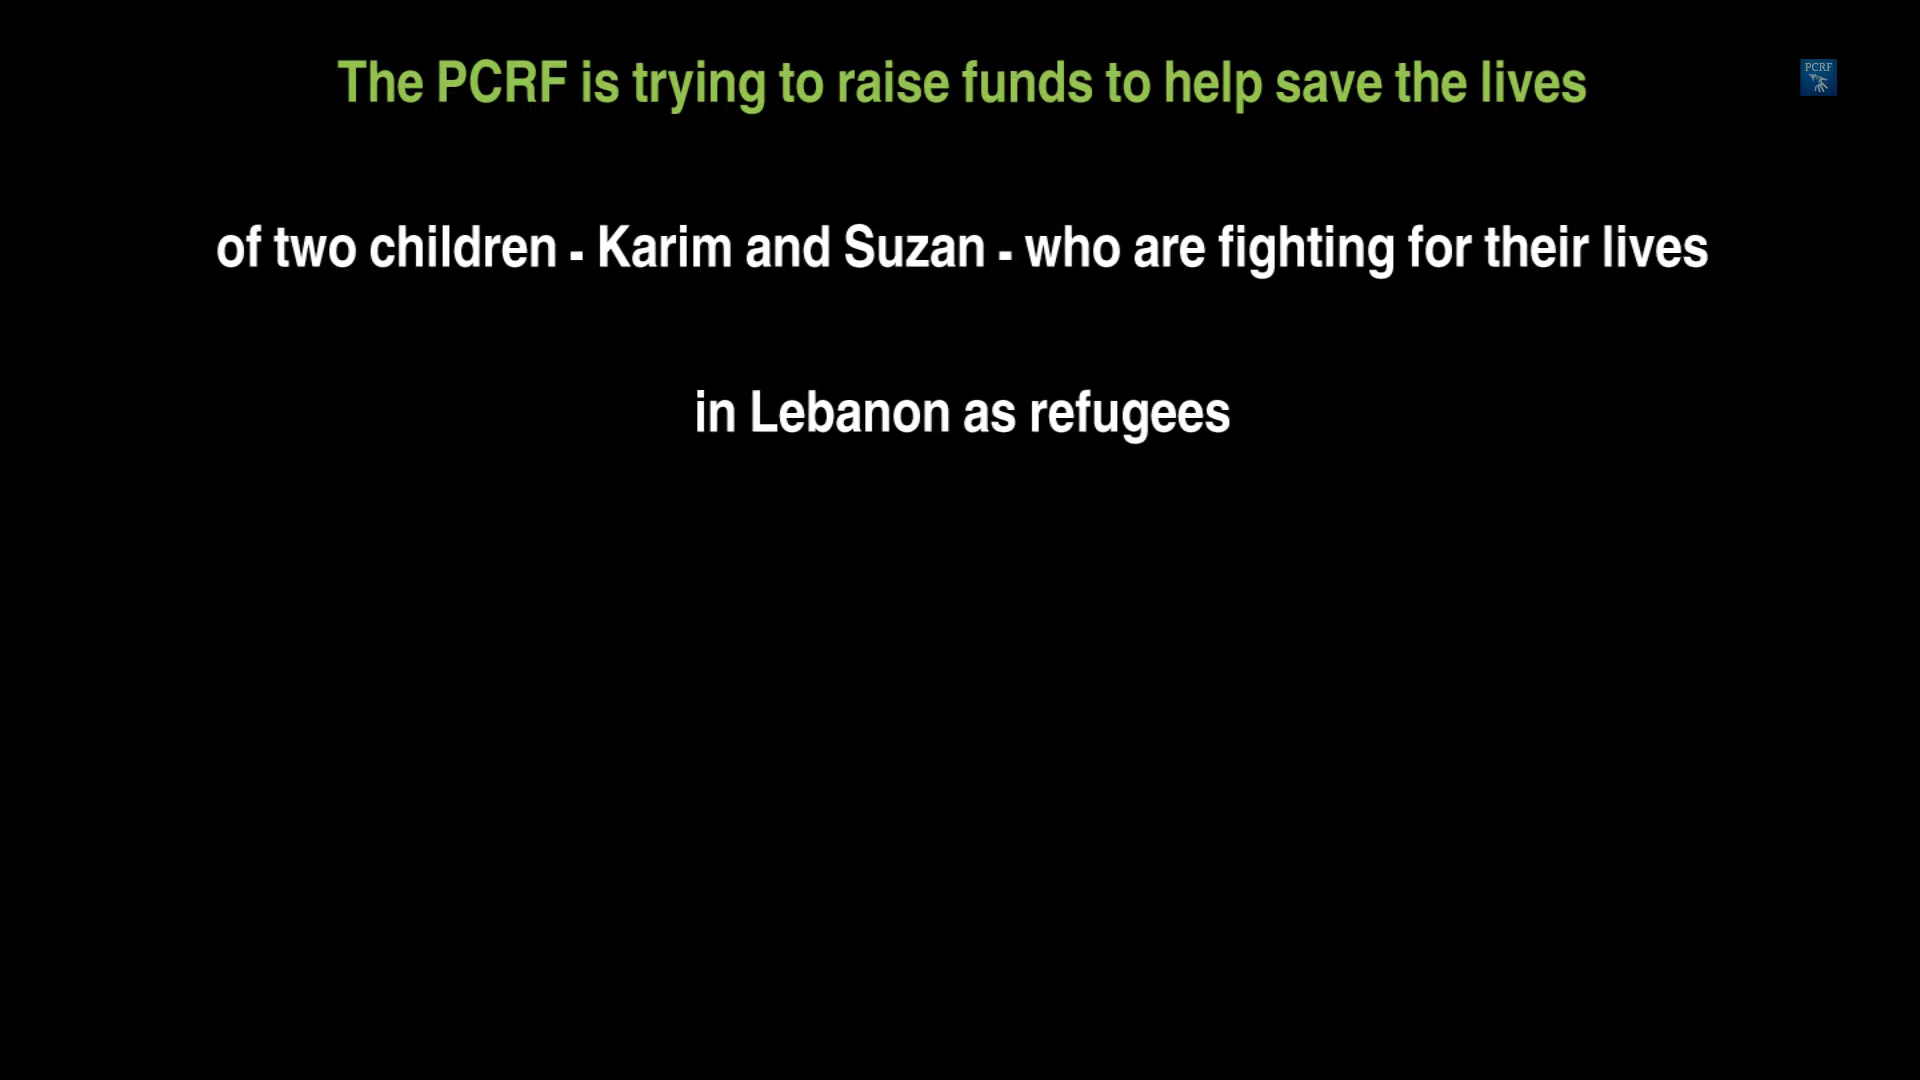 The PCRF is trying to raise funds to help save the lives
PCRF
of two children - Karim and Suzan - who are fighting for their lives
in Lebanon as refugees